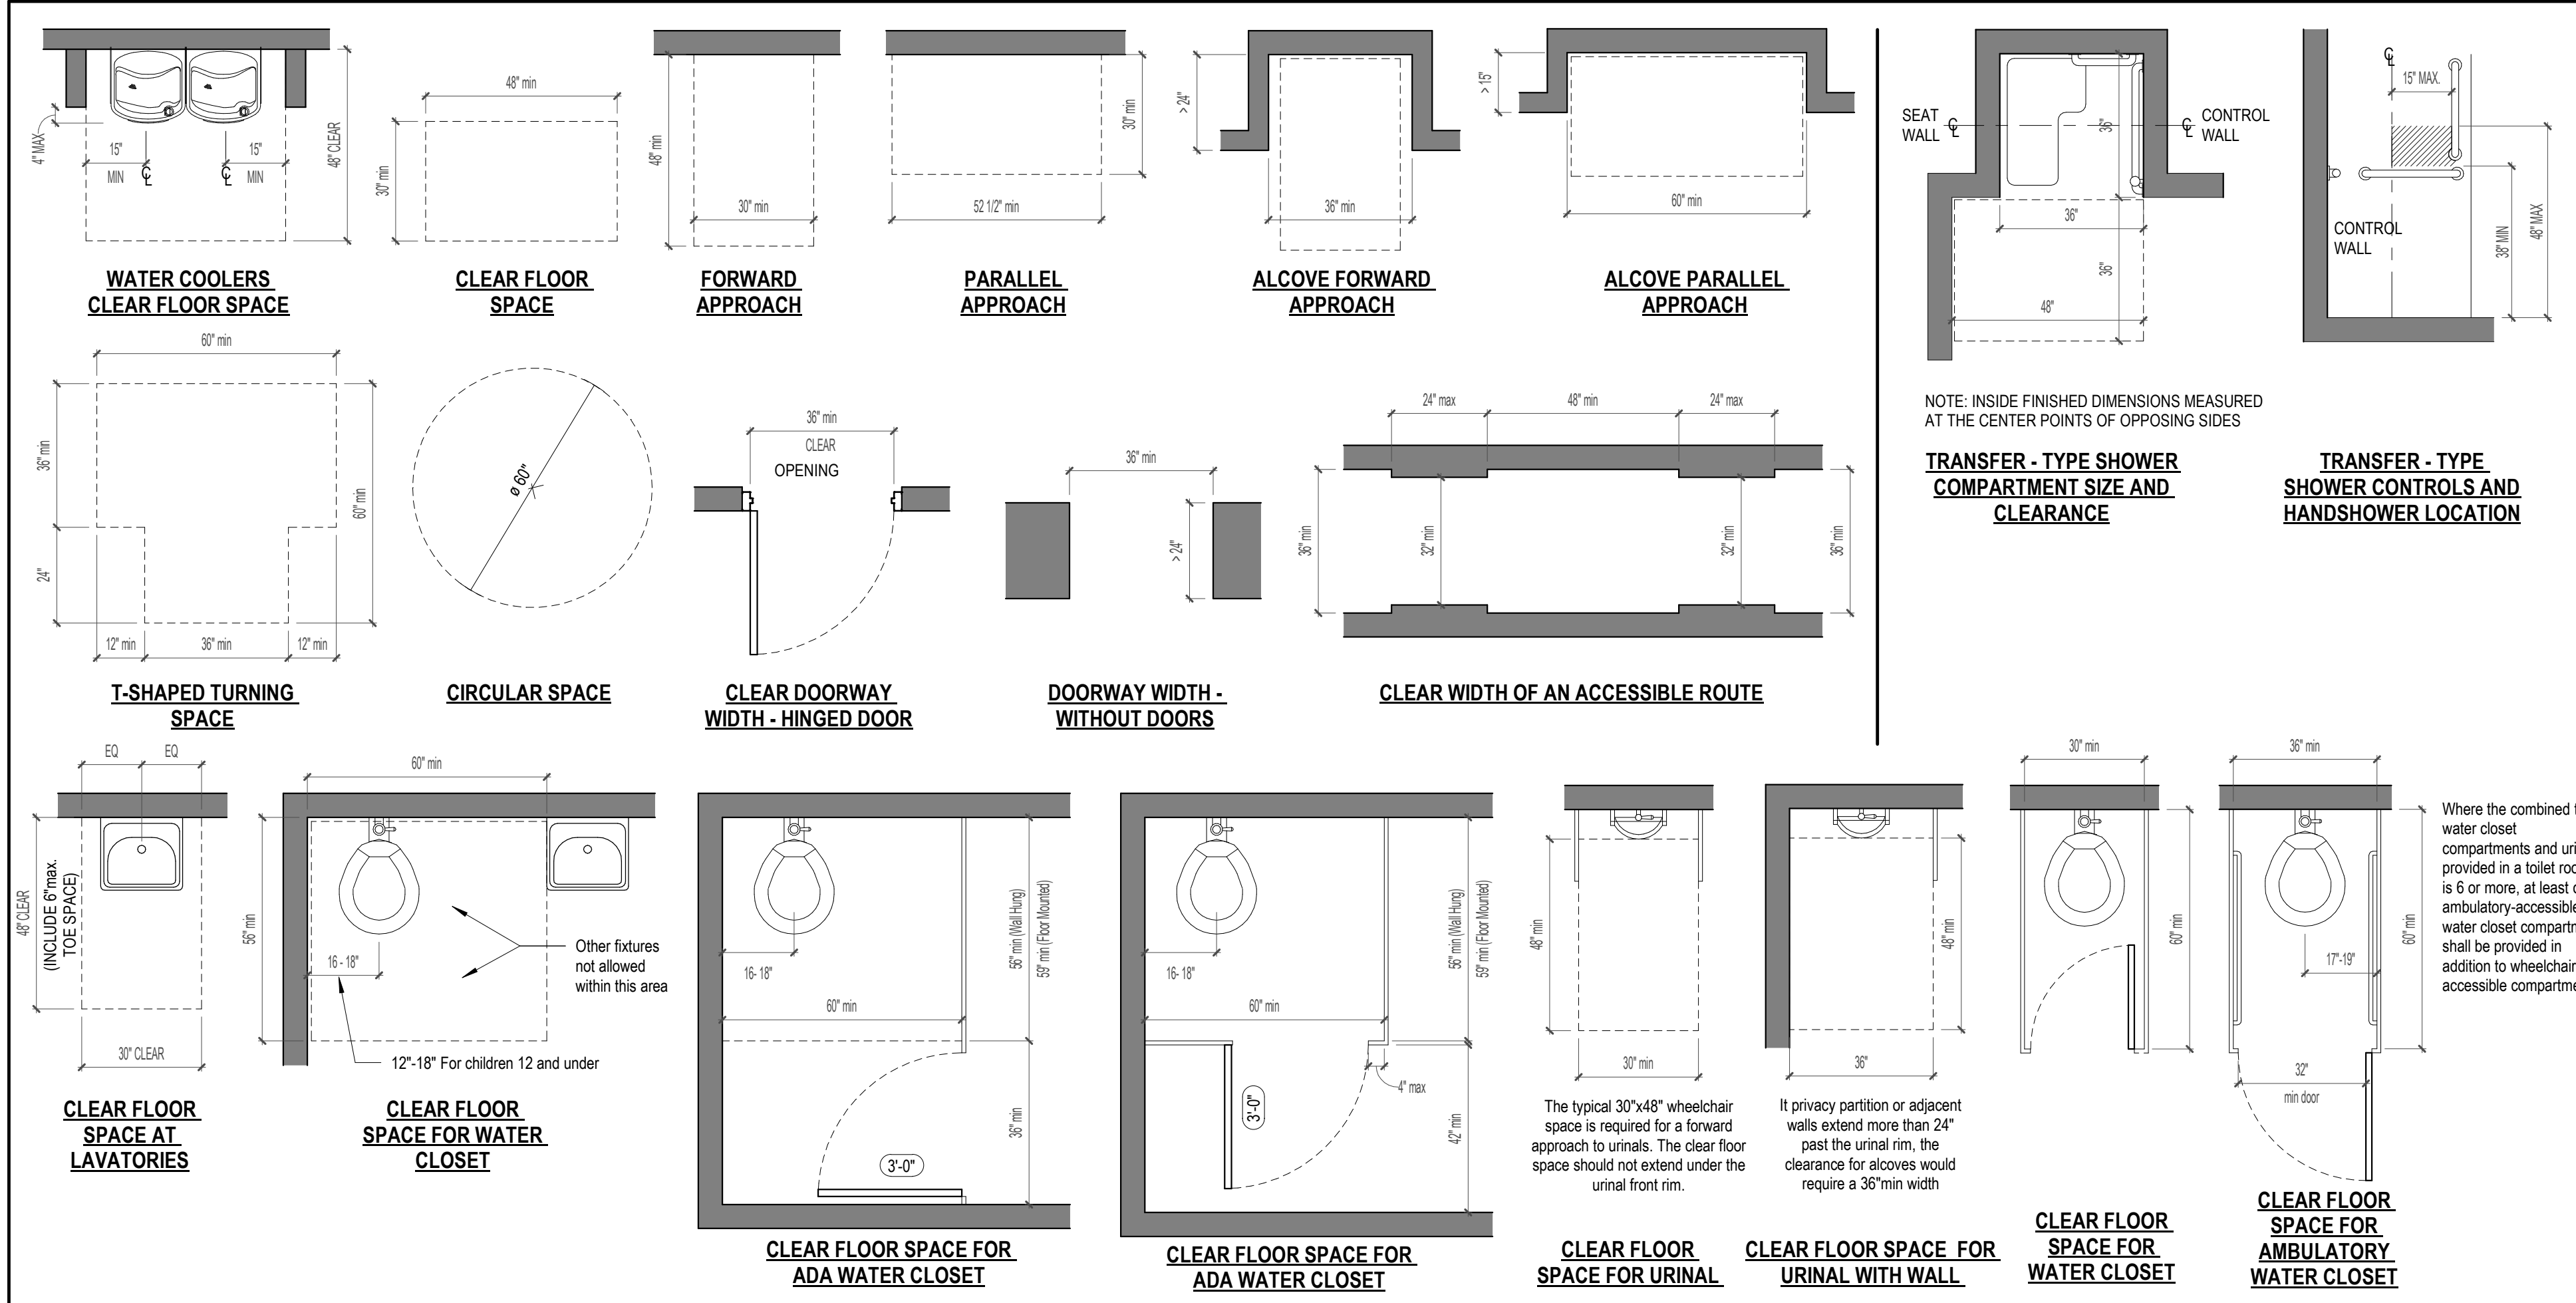 4" MAX
15"
MIN
℄
℄
15"
MIN
48" CLEAR
WATER COOLERS
CLEAR FLOOR SPACE
48" min
30" min
CLEAR FLOOR
SPACE
48" min
30" min
FORWARD
APPROACH
30" min
52 1/2" min
PARALLEL
APPROACH
> 24"
36" min
ALCOVE FORWARD
APPROACH
> 15"
60" min
ALCOVE PARALLEL
APPROACH
SEAT
WALL ℄
℄ CONTROL
WALL
36"
36"
36"
48"
NOTE: INSIDE FINISHED DIMENSIONS MEASURED
AT THE CENTER POINTS OF OPPOSING SIDES
TRANSFER - TYPE SHOWER
COMPARTMENT SIZE AND
CLEARANCE
℄
15" MAX.
CONTROL
WALL
38" MIN
48" MAX
TRANSFER - TYPE
SHOWER CONTROLS AND
HANDSHOWER LOCATION
60" min
36" min
24"
60" min
12" min
36" min
12" min
T-SHAPED TURNING
SPACE
ø 60"
CIRCULAR SPACE
36" min
CLEAR
OPENING
CLEAR DOORWAY
WIDTH - HINGED DOOR
36" min
> 24"
DOORWAY WIDTH -
WITHOUT DOORS
24" max
48" min
24" max
36" min
32" min
32" min
36" min
CLEAR WIDTH OF AN ACCESSIBLE ROUTE
EQ
EQ
48" CLEAR
(INCLUDE 6"max.
TOE SPACE)
30" CLEAR
CLEAR FLOOR
SPACE AT
LAVATORIES
60" min
56" min
16 - 18"
Other fixtures
not allowed
within this area
12"-18" For children 12 and under
CLEAR FLOOR
SPACE FOR WATER
CLOSET
16- 18"
60" min
56" min (Wall Hung)
59" min (Floor Mounted)
36" min
3'-0"
CLEAR FLOOR SPACE FOR
ADA WATER CLOSET
16- 18"
60" min
56" min (Wall Hung)
59" min (Floor Mounted)
4" max
3'-0"
42" min
CLEAR FLOOR SPACE FOR
ADA WATER CLOSET
48" min
30" min
The typical 30"x48" wheelchair
space is required for a forward
approach to urinals. The clear floor
space should not extend under the
urinal front rim.
CLEAR FLOOR
SPACE FOR URINAL
48" min
36"
It privacy partition or adjacent
walls extend more than 24"
past the urinal rim, the
clearance for alcoves would
require a 36"min width
CLEAR FLOOR SPACE FOR
URINAL WITH WALL
30" min
60" min
CLEAR FLOOR
SPACE FOR
WATER CLOSET
36" min
60" min
17"-19"
32"
min door
CLEAR FLOOR
SPACE FOR
AMBULATORY
WATER CLOSET
Where the combined
water closet
compartments and
provided in a toilet
is 6 or more, at least
ambulatory-accessible
water closet
shall be provided in
addition to wheelchair
accessible